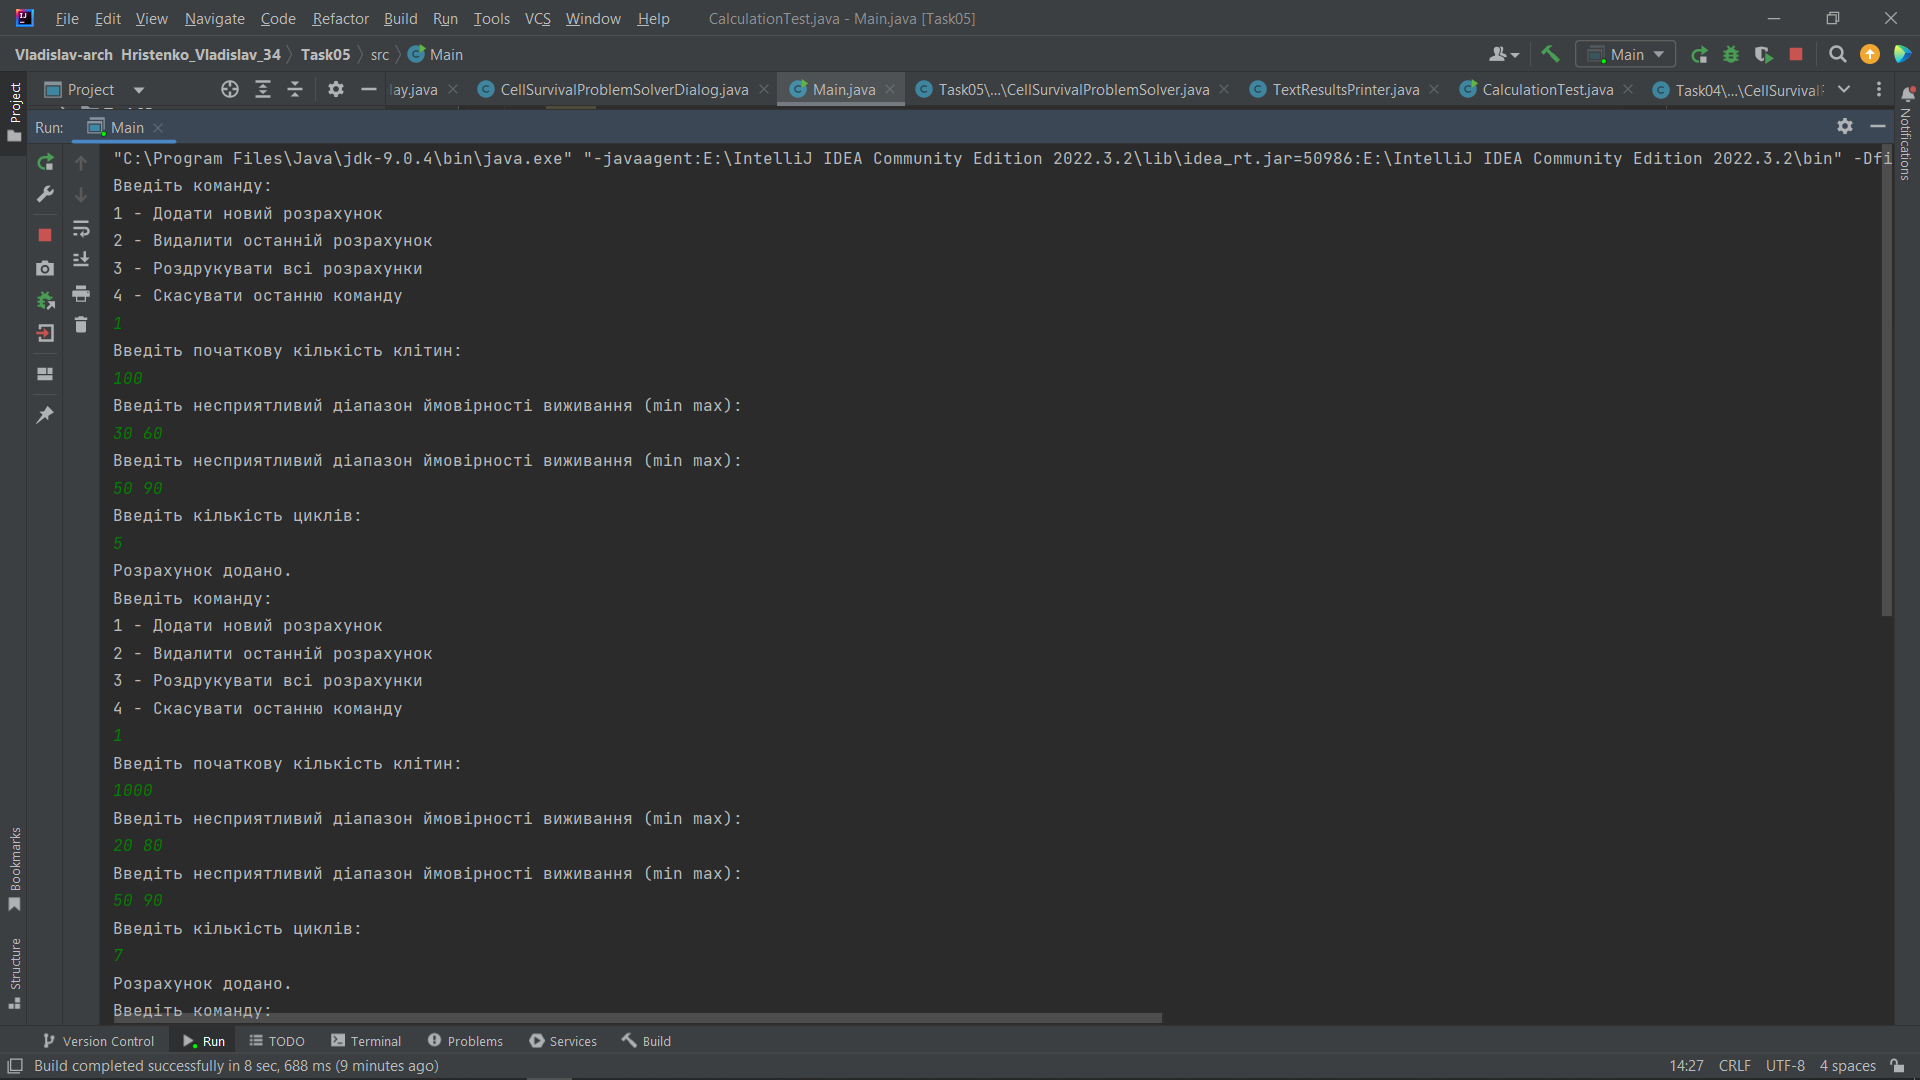 File Edit View Navigate Code Refactor Build Run Tools VCS Window Help CalculationTest.java - Main.java [Task05]
Vladislav-arch Hristenko_Vladislav_34 Task05 src Main Main
Project lay.java CellSurvivalProblemSolverDialog.java Main.java Task05\...\CellSurvivalProblemSolver.java TextResultsPrinter.java CalculationTest.java Task04\...\CellSurvival
Project
Notifications
Run: Main
"C:\Program Files\Java\jdk-9.0.4\bin\java.exe" "-javaagent:E:\IntelliJ IDEA Community Edition 2022.3.2\lib\idea_rt.jar=50986:E:\IntelliJ IDEA Community Edition 2022.3.2\bin" -Dfi
Введіть команду:
1 - Додати новий розрахунок
2 - Видалити останній розрахунок
3 - Роздрукувати всі розрахунки
4 - Скасувати останню команду
1
Введіть початкову кількість клітин:
100
Введіть несприятливий діапазон ймовірності виживання (min max):
30 60
Введіть несприятливий діапазон ймовірності виживання (min max):
50 90
Введіть кількість циклів:
5
Розрахунок додано.
Введіть команду:
1 - Додати новий розрахунок
2 - Видалити останній розрахунок
3 - Роздрукувати всі розрахунки
4 - Скасувати останню команду
1
Введіть початкову кількість клітин:
1000
Введіть несприятливий діапазон ймовірності виживання (min max):
20 80
Введіть несприятливий діапазон ймовірності виживання (min max):
50 90
Введіть кількість циклів:
7
Розрахунок додано.
Введіть команду:
Bookmarks
Structure
Version Control Run TODO Terminal Problems Services Build
Build completed successfully in 8 sec, 688 ms (9 minutes ago) 14:27 CRLF UTF-8 4 spaces